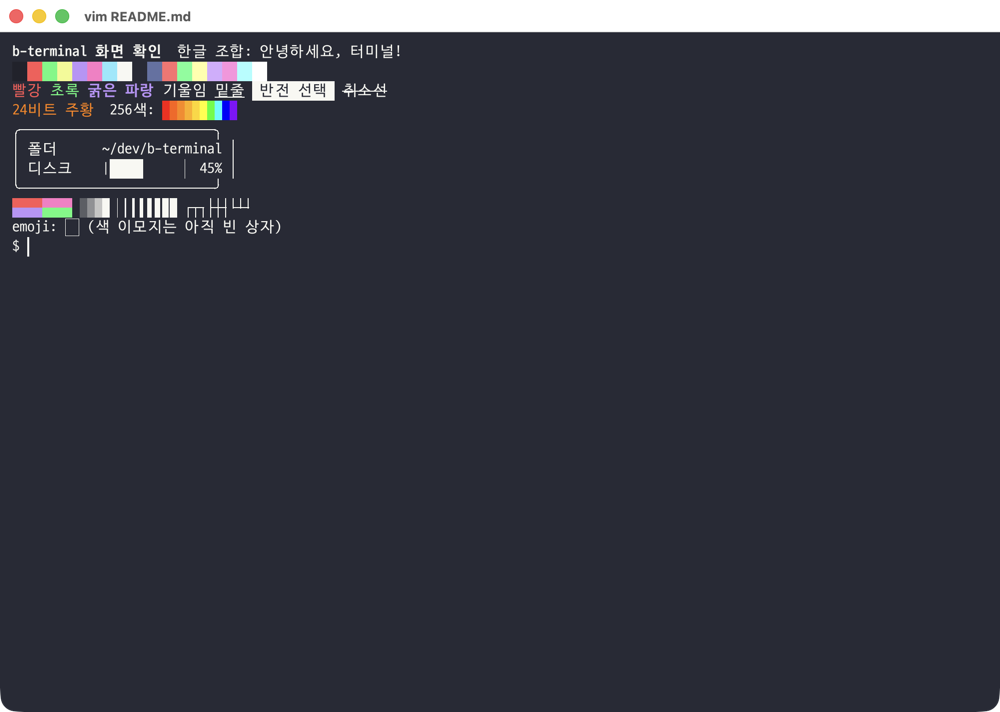 vim README.md
b-terminal 화면 확인  한글 조합: 안녕하세요, 터미널!
빨강 초록 굵은 파랑 기울임 밑줄 반전 선택 취소선
24비트 주황  256색:
폴더      ~/dev/b-terminal
디스크  45%
emoji: (색 이모지는 아직 빈 상자)
$